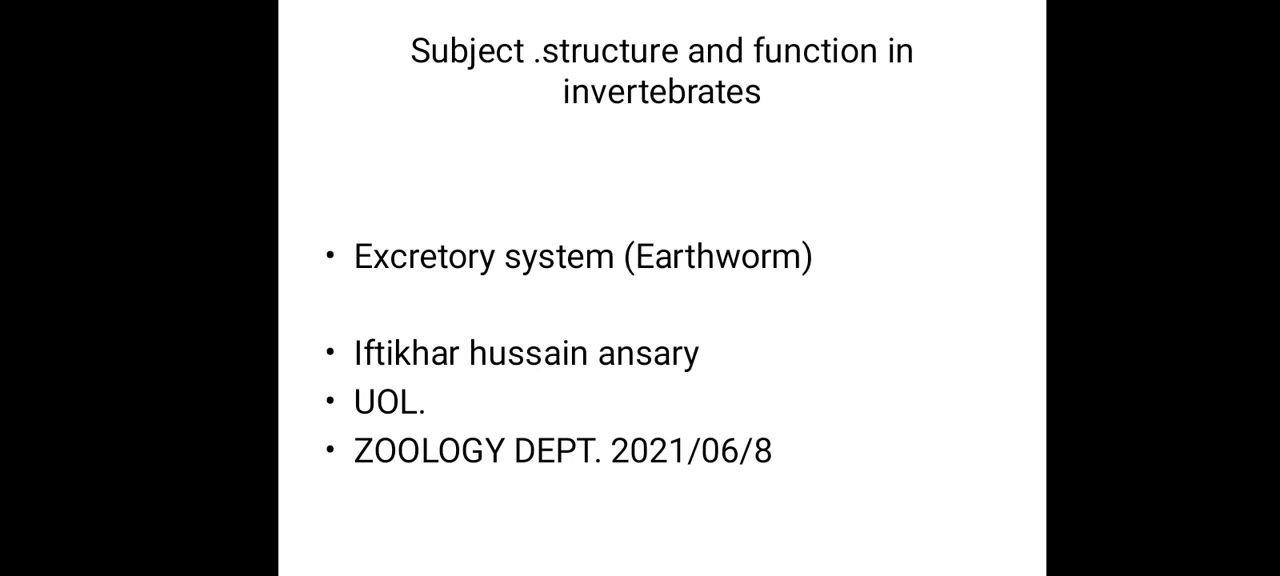 Subject .structure and function in
invertebrates
• Excretory system (Earthworm)
• Iftikhar hussain ansary
• UOL.
• ZOOLOGY DEPT. 2021/06/8